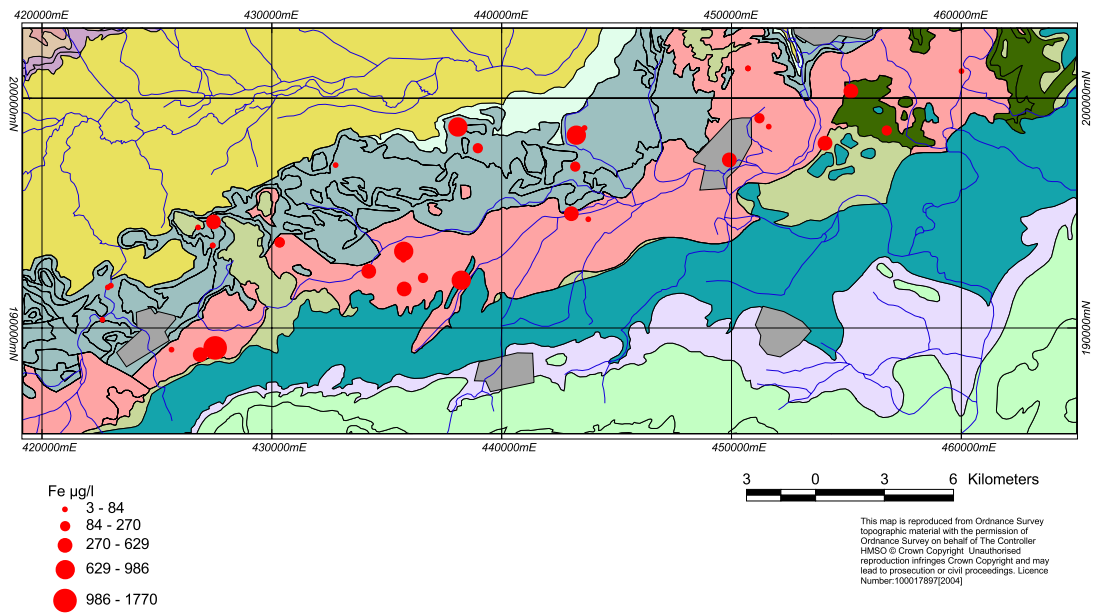 420000mE 430000mE 440000mE 450000mE 460000mE
200000mN 200000mN
190000mN 190000mN
420000mE 430000mE 440000mE 450000mE 460000mE
Fe µg/l
3 - 84
84 - 270
270 - 629
629 - 986
986 - 1770
3 0 3 6 Kilometers
This map is reproduced from Ordnance Survey
topographic material with the permission of
Ordnance Survey on behalf of The Controller
HMSO © Crown Copyright Unauthorised
reproduction infringes Crown Copyright and may
lead to prosecution or civil proceedings. Licence
Number:100017897[2004]